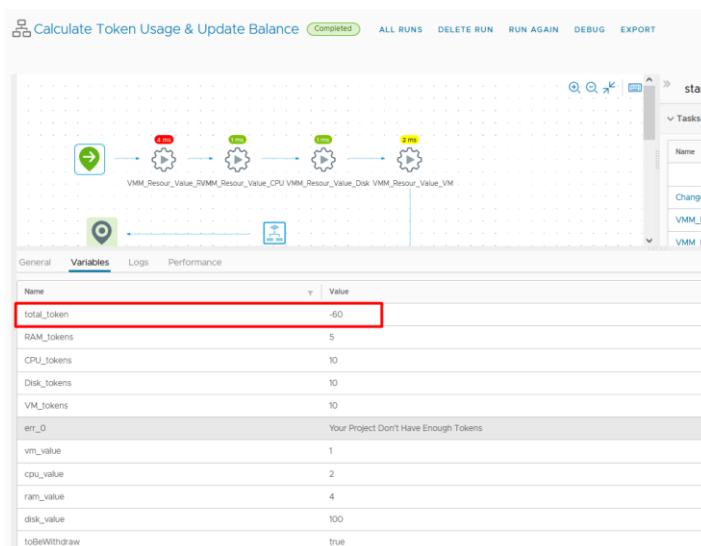 Calculate Token Usage & Update Balance Completed ALL RUNS DELETE RUN RUN AGAIN DEBUG EXPORT
sta
Tasks
4 ms 1 ms 1 ms 2 ms
Name
VMM_Resour_Value_R VMM_Resour_Value_CPU VMM_Resour_Value_Disk VMM_Resour_Value_VM
Chang
VMM_
VMM_
General Variables Logs Performance
Name Value
total_token -60
RAM_tokens 5
CPU_tokens 10
Disk_tokens 10
VM_tokens 10
err_0 Your Project Don't Have Enough Tokens
vm_value 1
cpu_value 2
ram_value 4
disk_value 100
toBeWithdraw true